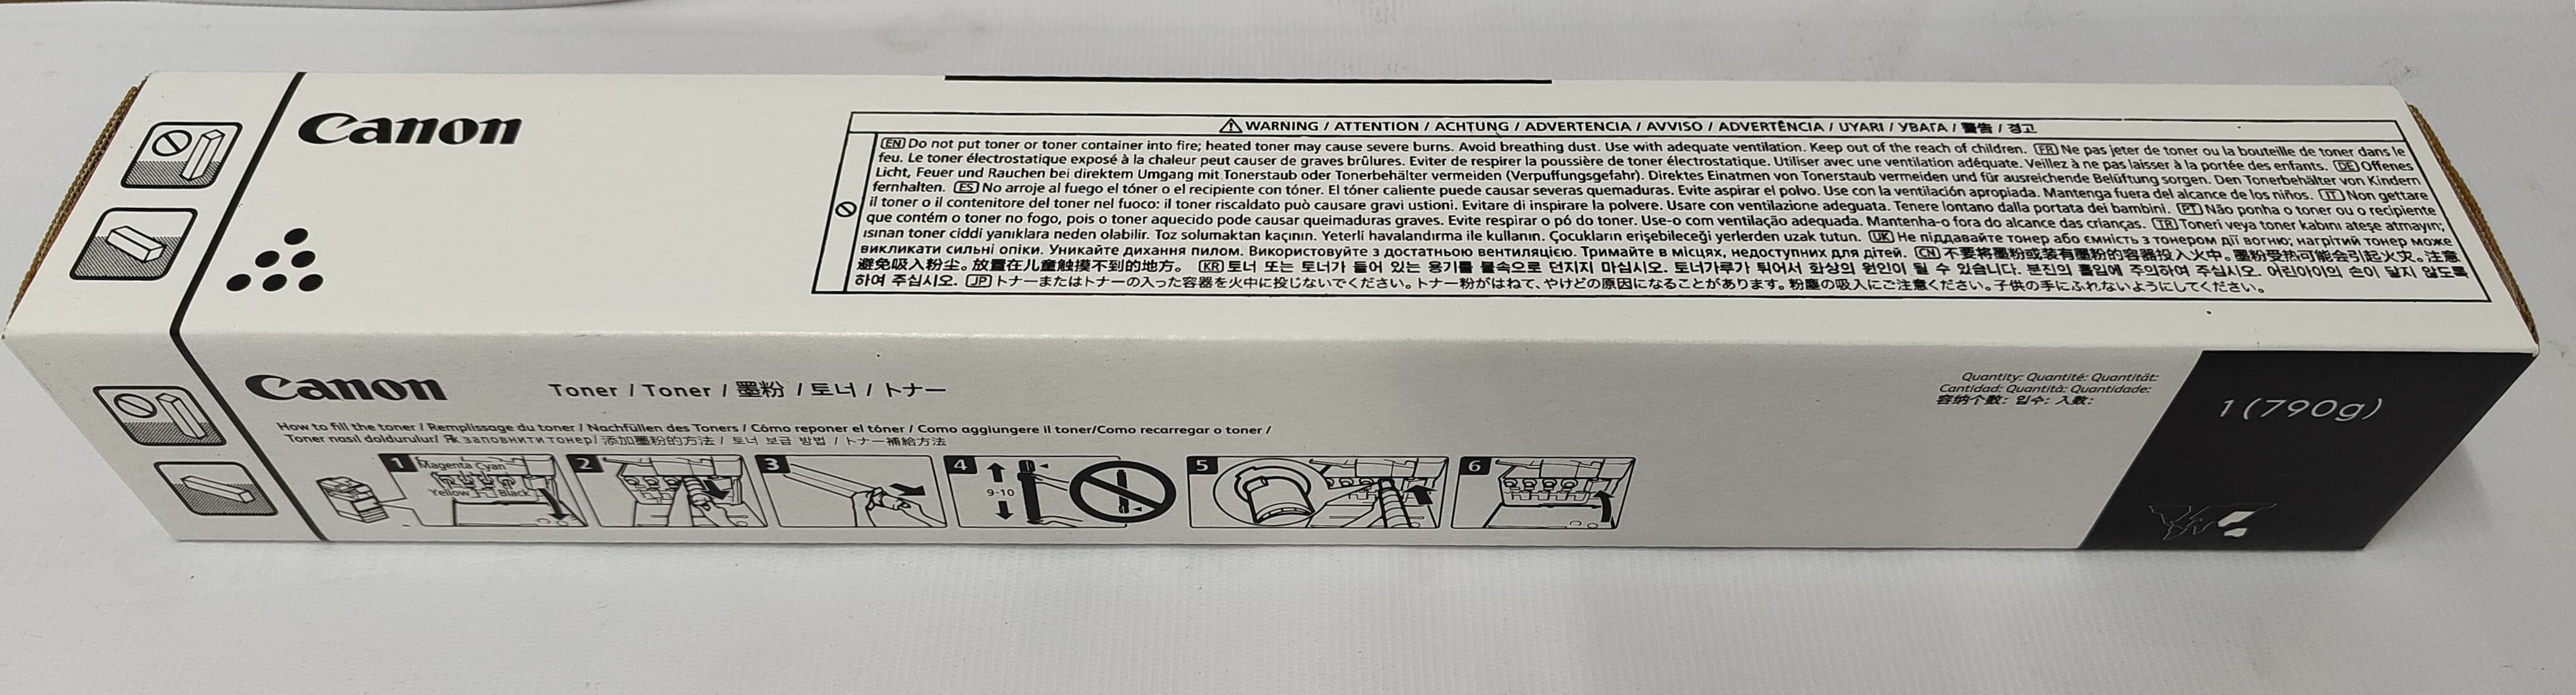 Canon
⚠ WARNING / ATTENTION / ACHTUNG / ADVERTENCIA / AVVISO / ADVERTÊNCIA / UYARI / УВАГА / 警告 / 경고
EN Do not put toner or toner container into fire; heated toner may cause severe burns. Avoid breathing dust. Use with adequate ventilation. Keep out of the reach of children. FR Ne pas jeter de toner ou la bouteille de toner dans le
feu. Le toner électrostatique exposé à la chaleur peut causer de graves brûlures. Eviter de respirer la poussière de toner électrostatique. Utiliser avec une ventilation adéquate. Veillez à ne pas laisser à la portée des enfants. DE Offenes
Licht, Feuer und Rauchen bei direktem Umgang mit Tonerstaub oder Tonerbehälter vermeiden (Verpuffungsgefahr). Direktes Einatmen von Tonerstaub vermeiden und für ausreichende Belüftung sorgen. Den Tonerbehälter von Kindern
fernhalten. ES No arroje al fuego el tóner o el recipiente con tóner. El tóner caliente puede causar severas quemaduras. Evite aspirar el polvo. Use con la ventilación apropiada. Mantenga fuera del alcance de los niños. IT Non gettare
il toner o il contenitore del toner nel fuoco: il toner riscaldato può causare gravi ustioni. Evitare di inspirare la polvere. Usare con ventilazione adeguata. Tenere lontano dalla portata dei bambini. PT Não ponha o toner ou o recipiente
que contém o toner no fogo, pois o toner aquecido pode causar queimaduras graves. Evite respirar o pó do toner. Use-o com ventilação adequada. Mantenha-o fora do alcance das crianças. TR Toneri veya toner kabını ateşe atmayın;
ısınan toner ciddi yanıklara neden olabilir. Toz solumaktan kaçının. Yeterli havalandırma ile kullanın. Çocukların erişebileceği yerlerden uzak tutun. UK Не піддавайте тонер або ємність з тонером дії вогню; нагрітий тонер може
викликати сильні опіки. Уникайте дихання пилом. Використовуйте з достатньою вентиляцією. Тримайте в місцях, недоступних для дітей. CN 不要将墨粉或装有墨粉的容器投入火中。墨粉受热可能会引起火灾。注意
避免吸入粉尘。放置在儿童触摸不到的地方。 KR 토너 또는 토너가 들어 있는 용기를 불속으로 던지지 마십시오. 토너가루가 튀어서 화상의 원인이 될 수 있습니다. 분진의 흡입에 주의하여 주십시오. 어린아이의 손이 닿지 않도록
하여 주십시오. JP トナーまたはトナーの入った容器を火中に投じないでください。トナー粉がはねて、やけどの原因になることがあります。粉塵の吸入にご注意ください。子供の手にふれないようにしてください。
Canon
Toner / Toner / 墨粉 / 토너 / トナー
Quantity: Quantité: Quantität:
Cantidad: Quantità: Quantidade:
容纳个数: 입수: 入数:
1 (790g)
How to fill the toner / Remplissage du toner / Nachfüllen des Toners / Cómo reponer el tóner / Como aggiungere il toner/Como recarregar o toner /
Toner nasıl doldurulur/ Як заповнити тонер/ 添加墨粉的方法 / 토너 보급 방법 / トナー補給方法
1
Magenta Cyan
Yellow Black
2
3
4
9-10
5
6